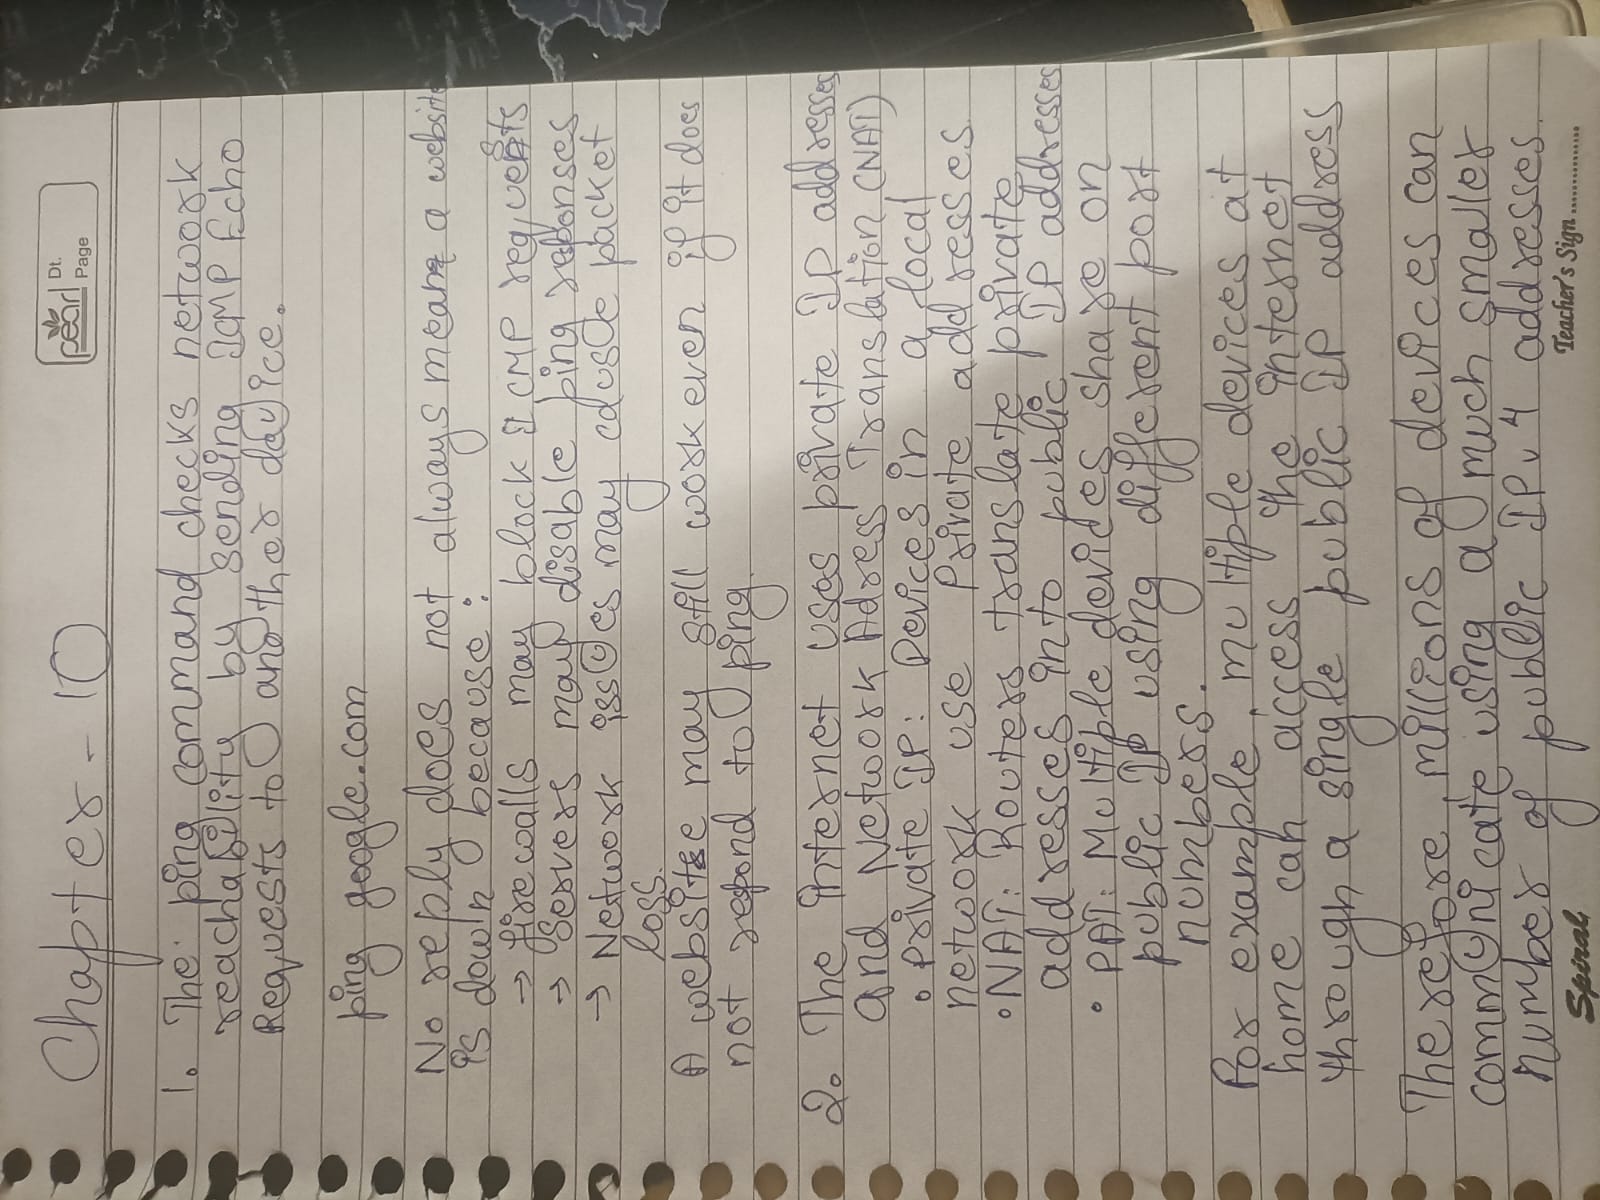 pearl Dt.
Page
Chapter - 10
1. The ping command checks network
reachability by sending ICMP Echo
Requests to another device.
ping google.com
No reply does not always mean a website
is down because:
→ firewalls may block ICMP requests
→ Servers may disable ping responses
→ Network issues may cause packet
loss.
A website may still work even if it does
not respond to ping.
2. The internet uses private IP addresses
and Network Adress Translation (NAT)
• Private IP: Devices in a local
network use Private addresses.
• NAT: Routers translate private
addresses into public IP addresses
• PAT: Multiple devices share on
public IP using different port
numbers.
For example, multiple devices at
home can access the internet
through a single public IP address
Therefore, millions of devices can
communicate using a much smaller
number of public IPv4 addresses.
Spiral Teacher's Sign ............